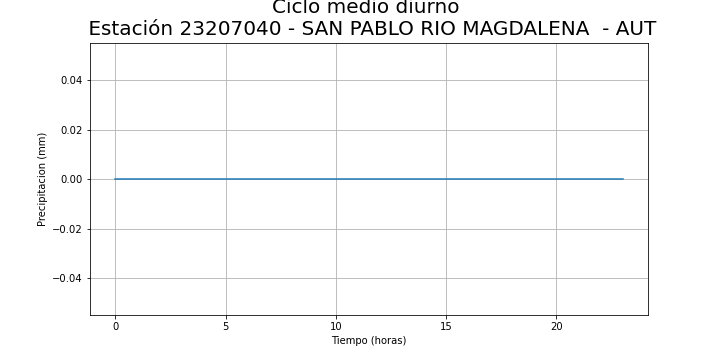 Ciclo medio diurno
Estación 23207040 - SAN PABLO RIO MAGDALENA  - AUT
0.04
0.02
0.00
−0.02
−0.04
Precipitacion (mm)
0 5 10 15 20
Tiempo (horas)